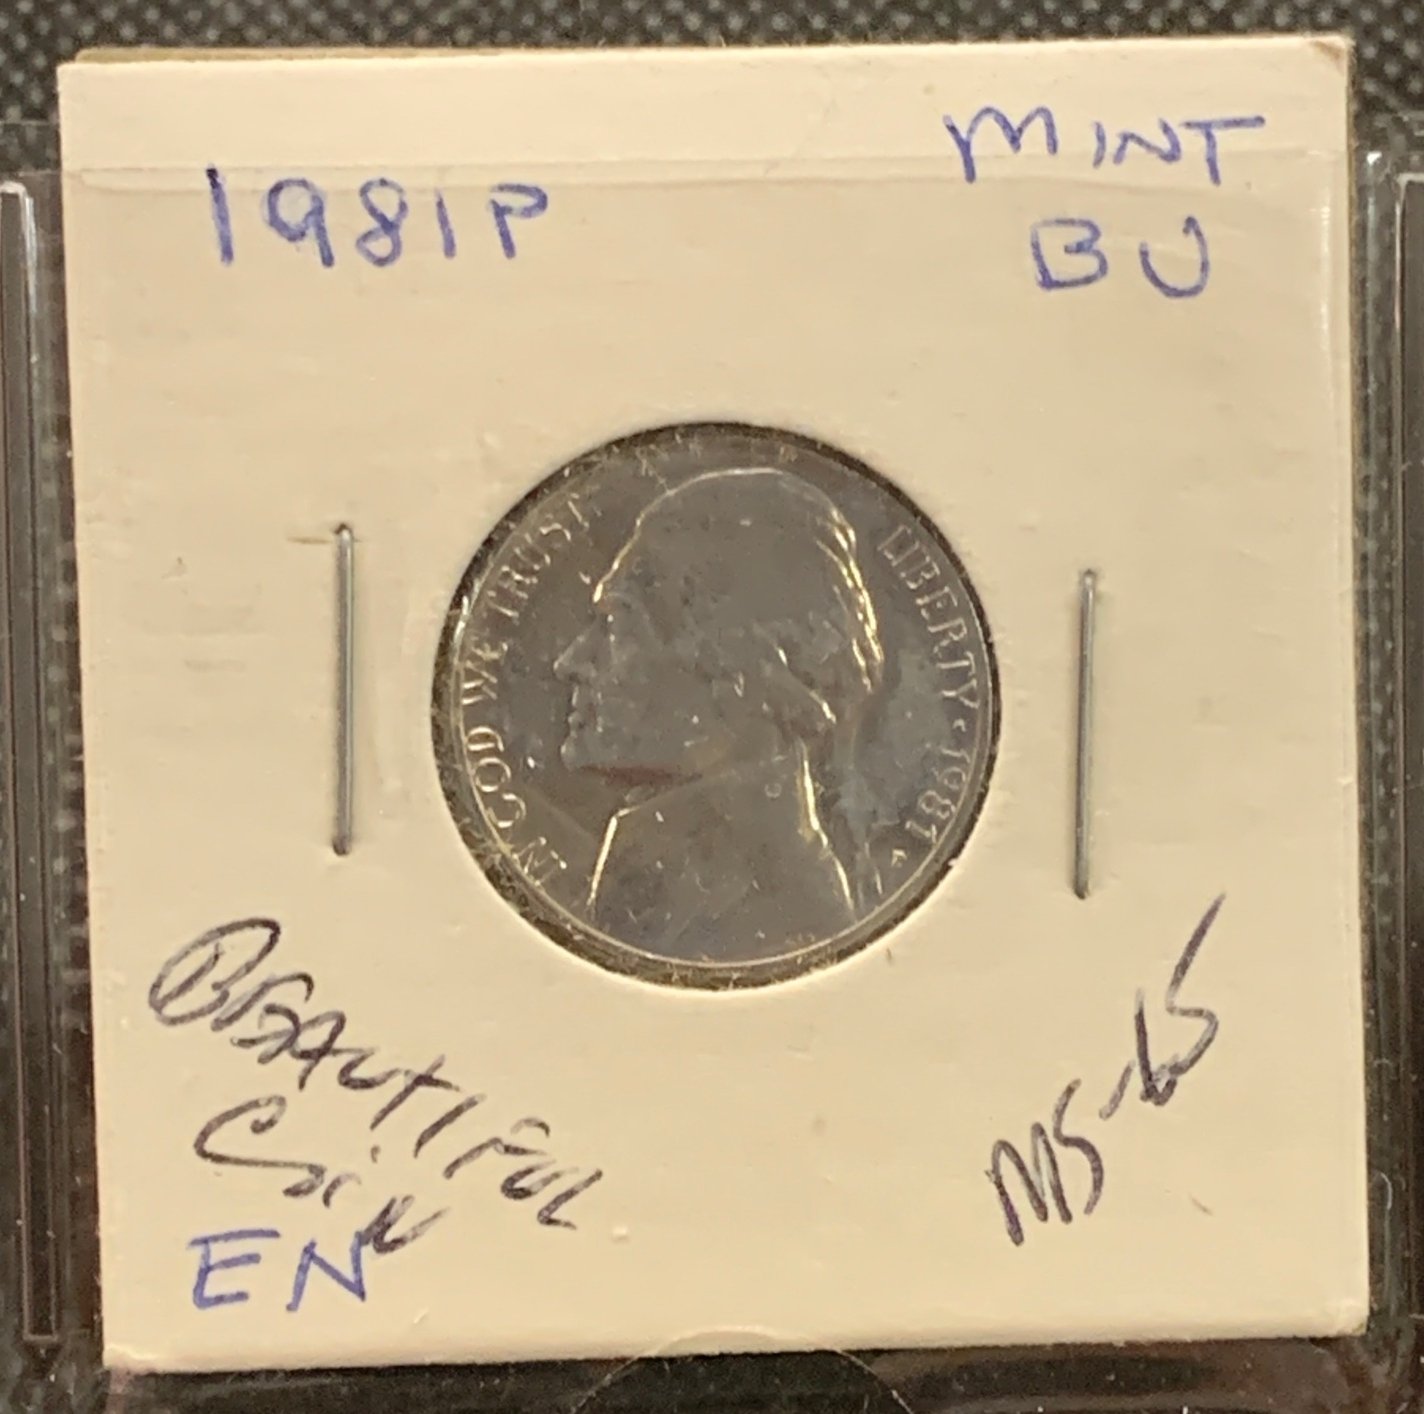 1981P
MINT
BU
IN GOD WE TRUST
LIBERTY • 1981
P
BEAUTIFUL
COIN
EN
MS-65